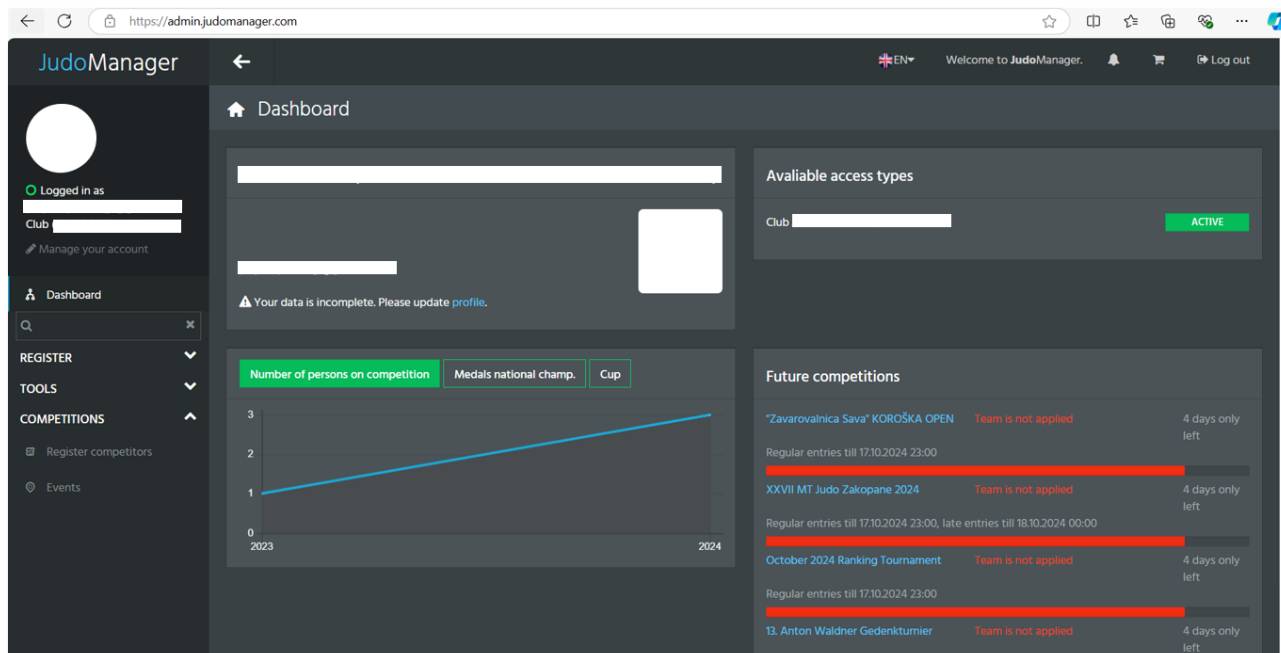 https://admin.judomanager.com
JudoManager
EN
Welcome to JudoManager.
Log out
Dashboard
Logged in as
Club
Manage your account
Dashboard
REGISTER
TOOLS
COMPETITIONS
Register competitors
Events
Your data is incomplete. Please update profile.
Avaliable access types
Club
ACTIVE
Number of persons on competition
Medals national champ.
Cup
3
2
1
0
2023
2024
Future competitions
"Zavarovalnica Sava" KOROŠKA OPEN
Team is not applied
4 days only
left
Regular entries till 17.10.2024 23:00
XXVII MT Judo Zakopane 2024
Team is not applied
4 days only
left
Regular entries till 17.10.2024 23:00, late entries till 18.10.2024 00:00
October 2024 Ranking Tournament
Team is not applied
4 days only
left
Regular entries till 17.10.2024 23:00
13. Anton Waldner Gedenkturnier
Team is not applied
4 days only
left